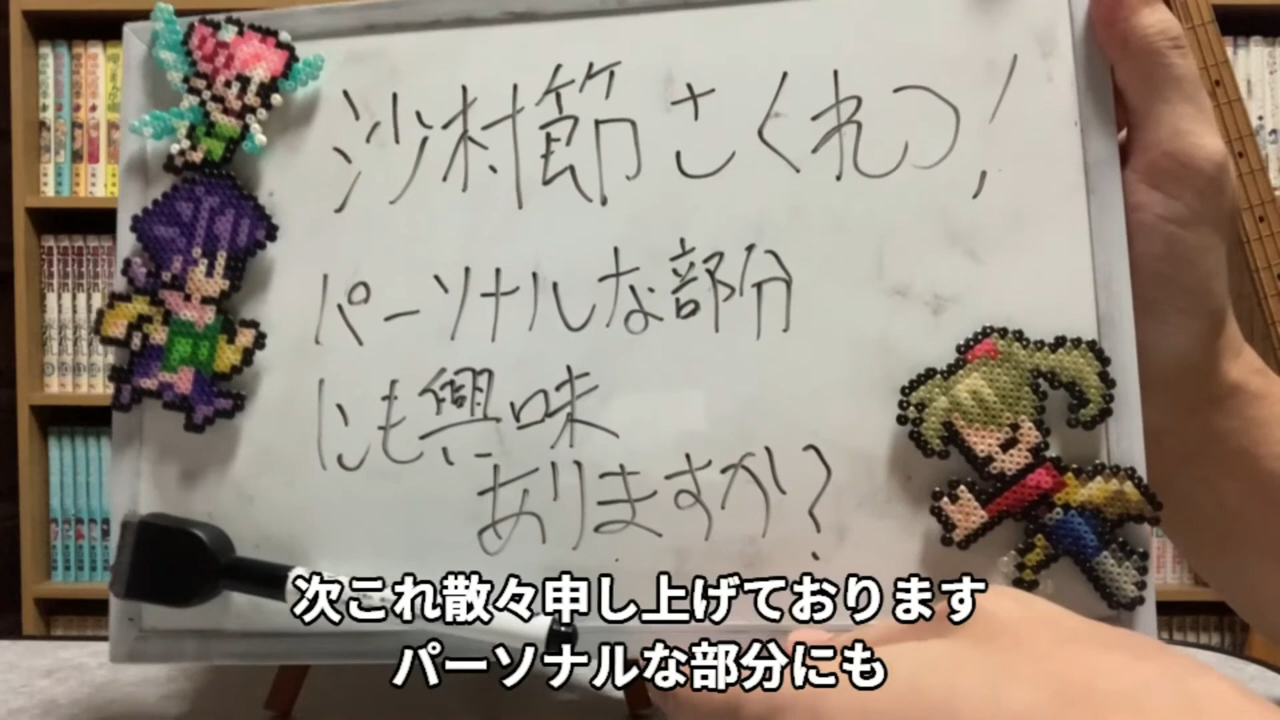 沙村節さくれつ!
パーソナルな部分
にも興味
ありますか?
次これ散々申し上げております
パーソナルな部分にも